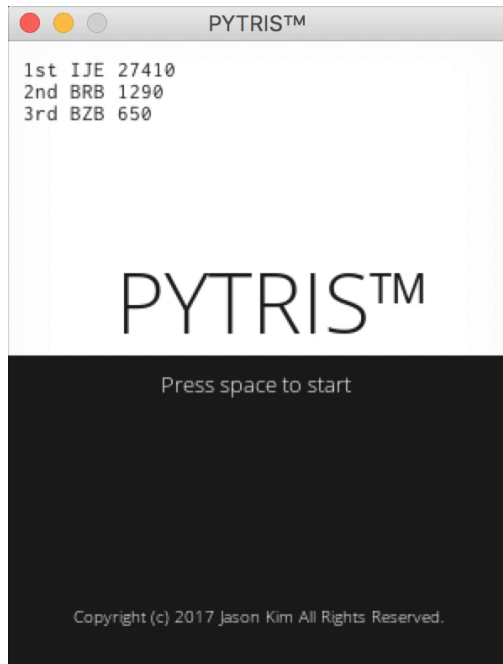 PYTRIS™
1st IJE 27410
2nd BRB 1290
3rd BZB 650
PYTRIS™
Press space to start
Copyright (c) 2017 Jason Kim All Rights Reserved.